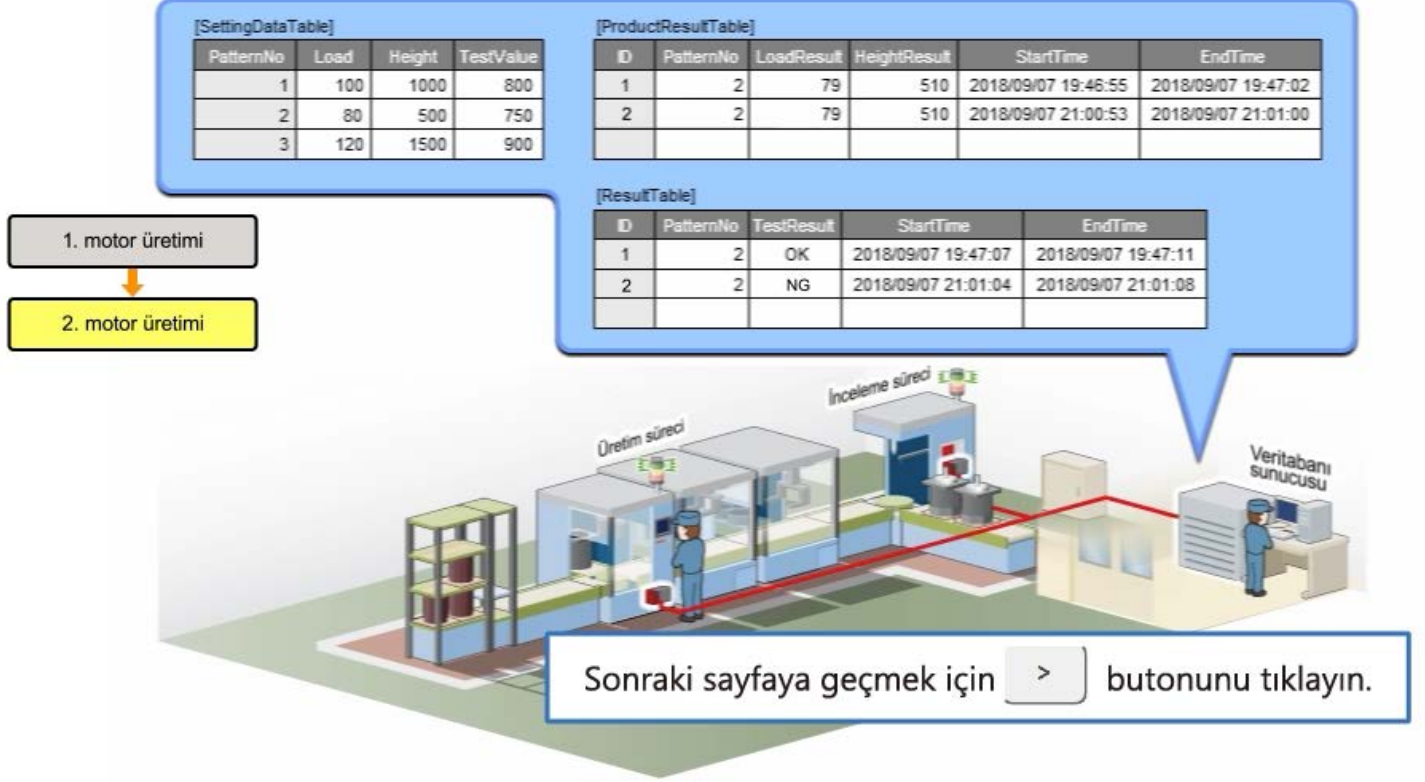 [SettingDataTable]
PatternNo Load Height TestValue
1 100 1000 800
2 80 500 750
3 120 1500 900
[ProductResultTable]
ID PatternNo LoadResult HeightResult StartTime EndTime
1 2 79 510 2018/09/07 19:46:55 2018/09/07 19:47:02
2 2 79 510 2018/09/07 21:00:53 2018/09/07 21:01:00
[ResultTable]
ID PatternNo TestResult StartTime EndTime
1 2 OK 2018/09/07 19:47:07 2018/09/07 19:47:11
2 2 NG 2018/09/07 21:01:04 2018/09/07 21:01:08
1. motor üretimi
2. motor üretimi
İnceleme süreci
Üretim süreci
Veritabanı
sunucusu
Sonraki sayfaya geçmek için > butonunu tıklayın.